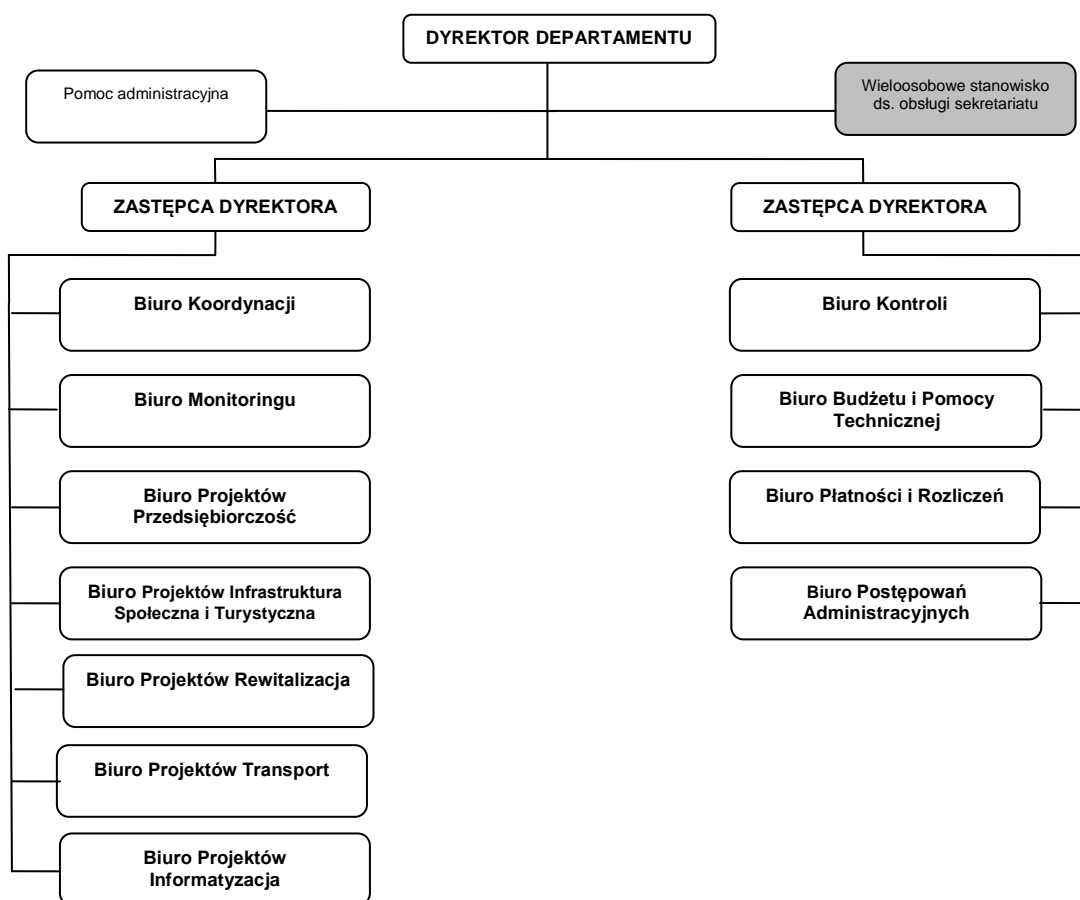 DYREKTOR DEPARTAMENTU
Pomoc administracyjna
Wieloosobowe stanowisko
ds. obsługi sekretariatu
ZASTĘPCA DYREKTORA
ZASTĘPCA DYREKTORA
Biuro Koordynacji
Biuro Monitoringu
Biuro Projektów
Przedsiębiorczość
Biuro Projektów Infrastruktura
Społeczna i Turystyczna
Biuro Projektów Rewitalizacja
Biuro Projektów Transport
Biuro Projektów
Informatyzacja
Biuro Kontroli
Biuro Budżetu i Pomocy
Technicznej
Biuro Płatności i Rozliczeń
Biuro Postępowań
Administracyjnych